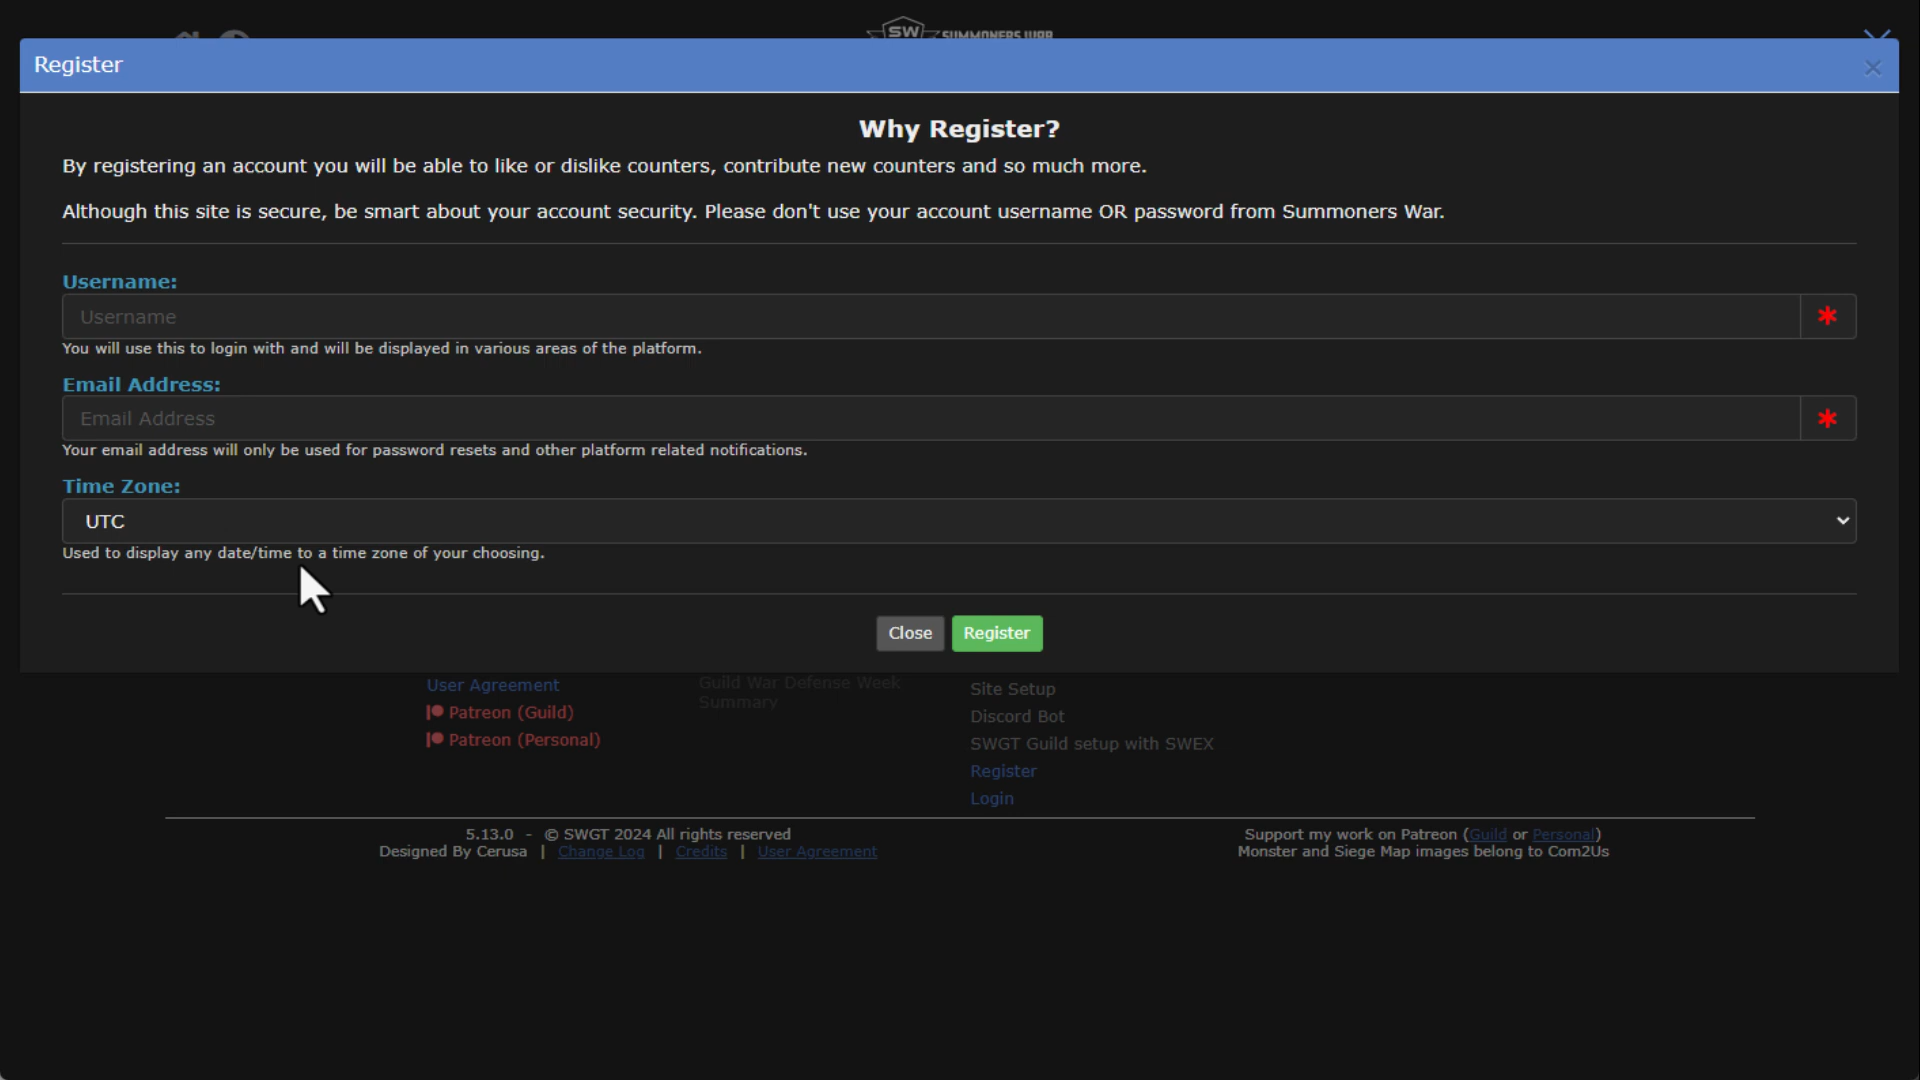 SW SUMMONERS WAR
Register
Why Register?
By registering an account you will be able to like or dislike counters, contribute new counters and so much more.
Although this site is secure, be smart about your account security. Please don't use your account username OR password from Summoners War.
Username:
Username
You will use this to login with and will be displayed in various areas of the platform.
Email Address:
Email Address
Your email address will only be used for password resets and other platform related notifications.
Time Zone:
UTC
Used to display any date/time to a time zone of your choosing.
Close Register
User Agreement
Patreon (Guild)
Patreon (Personal)
Guild War Defense Week
Summary
Site Setup
Discord Bot
SWGT Guild setup with SWEX
Register
Login
5.13.0 - © SWGT 2024 All rights reserved
Designed By Cerusa | Change Log | Credits | User Agreement
Support my work on Patreon (Guild or Personal)
Monster and Siege Map images belong to Com2Us